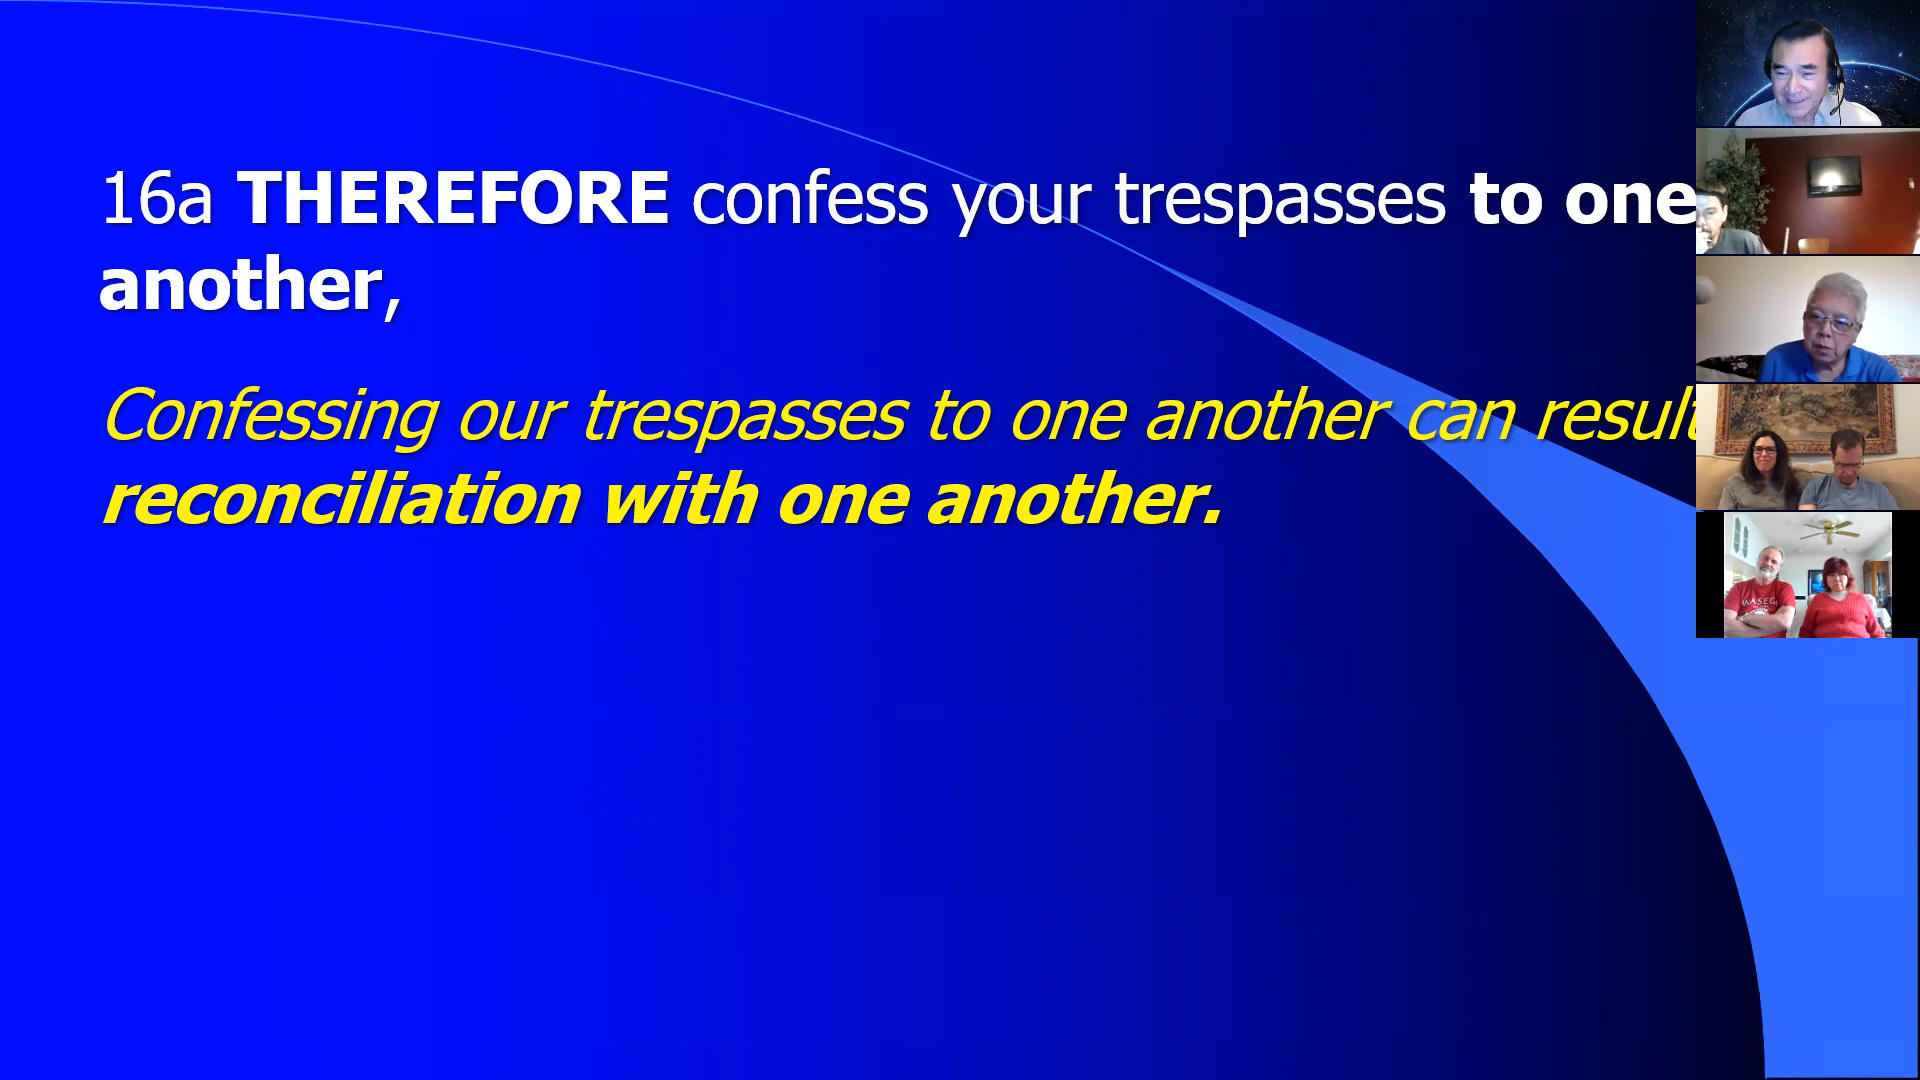 16a THEREFORE confess your trespasses to one
another,
Confessing our trespasses to one another can result
reconciliation with one another.